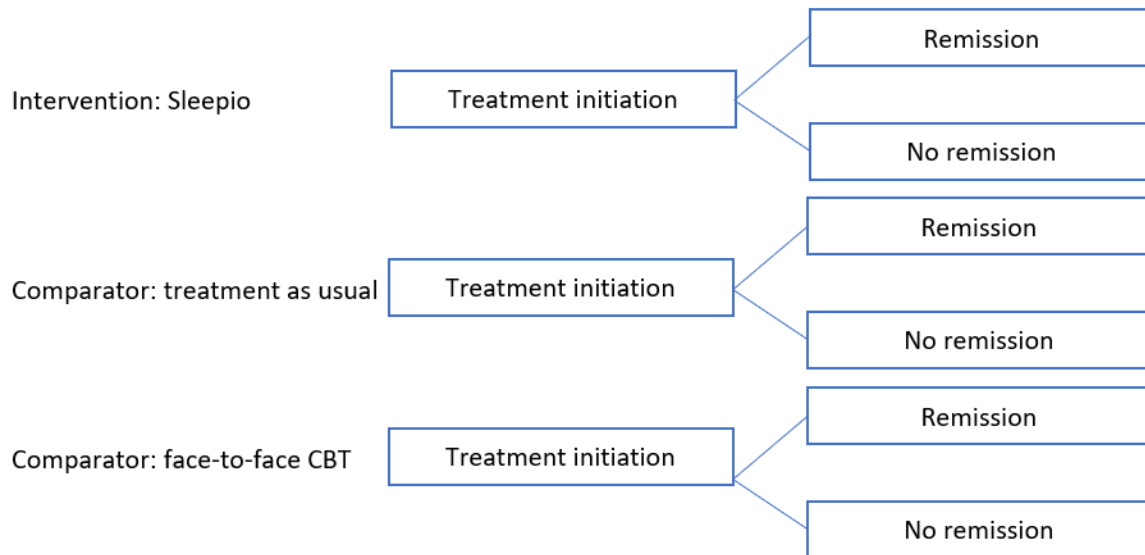 Remission
Intervention: Sleepio
Treatment initiation
No remission
Remission
Comparator: treatment as usual
Treatment initiation
No remission
Remission
Comparator: face-to-face CBT
Treatment initiation
No remission